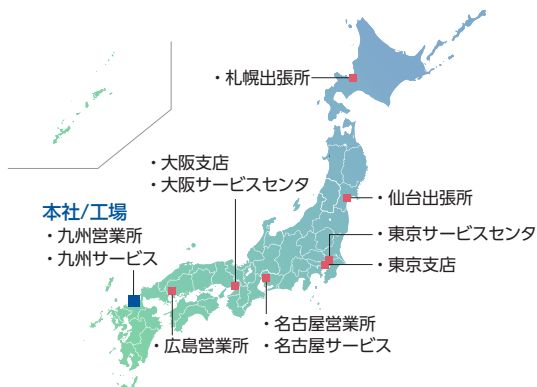 ・札幌出張所
・大阪支店
・大阪サービスセンタ
・仙台出張所
本社/工場
・九州営業所
・九州サービス
・東京サービスセンタ
・東京支店
・広島営業所
・名古屋営業所
・名古屋サービス